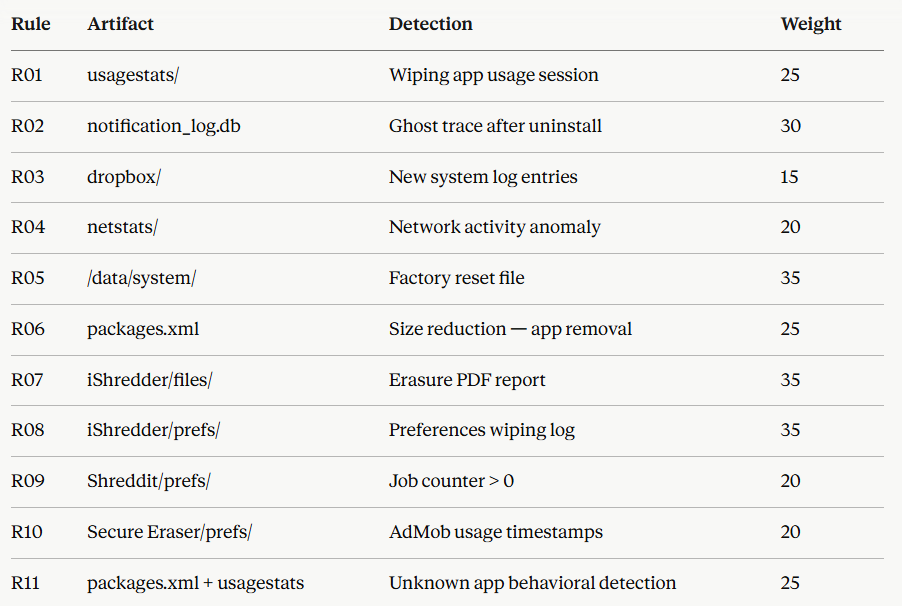 Rule Artifact Detection Weight
R01 usagestats/ Wiping app usage session 25
R02 notification_log.db Ghost trace after uninstall 30
R03 dropbox/ New system log entries 15
R04 netstats/ Network activity anomaly 20
R05 /data/system/ Factory reset file 35
R06 packages.xml Size reduction — app removal 25
R07 iShredder/files/ Erasure PDF report 35
R08 iShredder/prefs/ Preferences wiping log 35
R09 Shreddit/prefs/ Job counter > 0 20
R10 Secure Eraser/prefs/ AdMob usage timestamps 20
R11 packages.xml + usagestats Unknown app behavioral detection 25